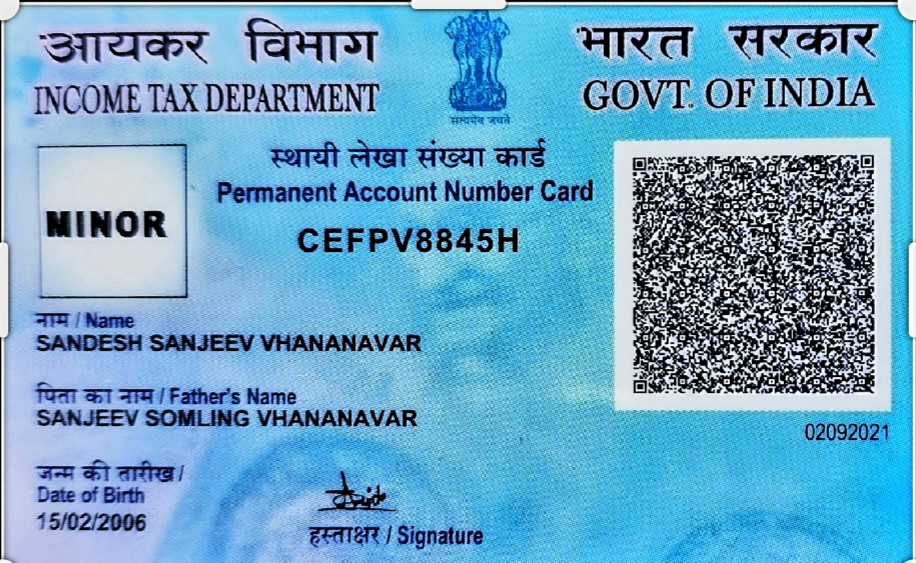 आयकर विभाग
INCOME TAX DEPARTMENT
सत्यमेव जयते
भारत सरकार
GOVT. OF INDIA
स्थायी लेखा संख्या कार्ड
Permanent Account Number Card
CEFPV8845H
MINOR
नाम / Name
SANDESH SANJEEV VHANANAVAR
पिता का नाम / Father's Name
SANJEEV SOMLING VHANANAVAR
02092021
जन्म की तारीख /
Date of Birth
15/02/2006
हस्ताक्षर / Signature